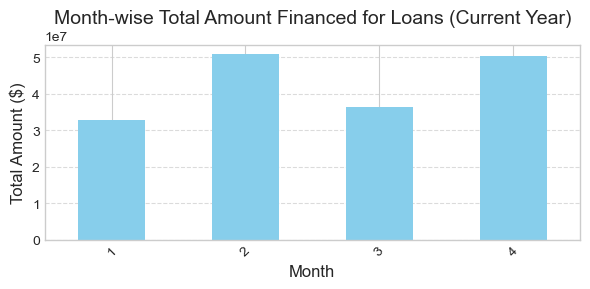 Month-wise Total Amount Financed for Loans (Current Year)
1e7
5
4
3
2
1
0
Total Amount ($)
1
2
3
4
Month